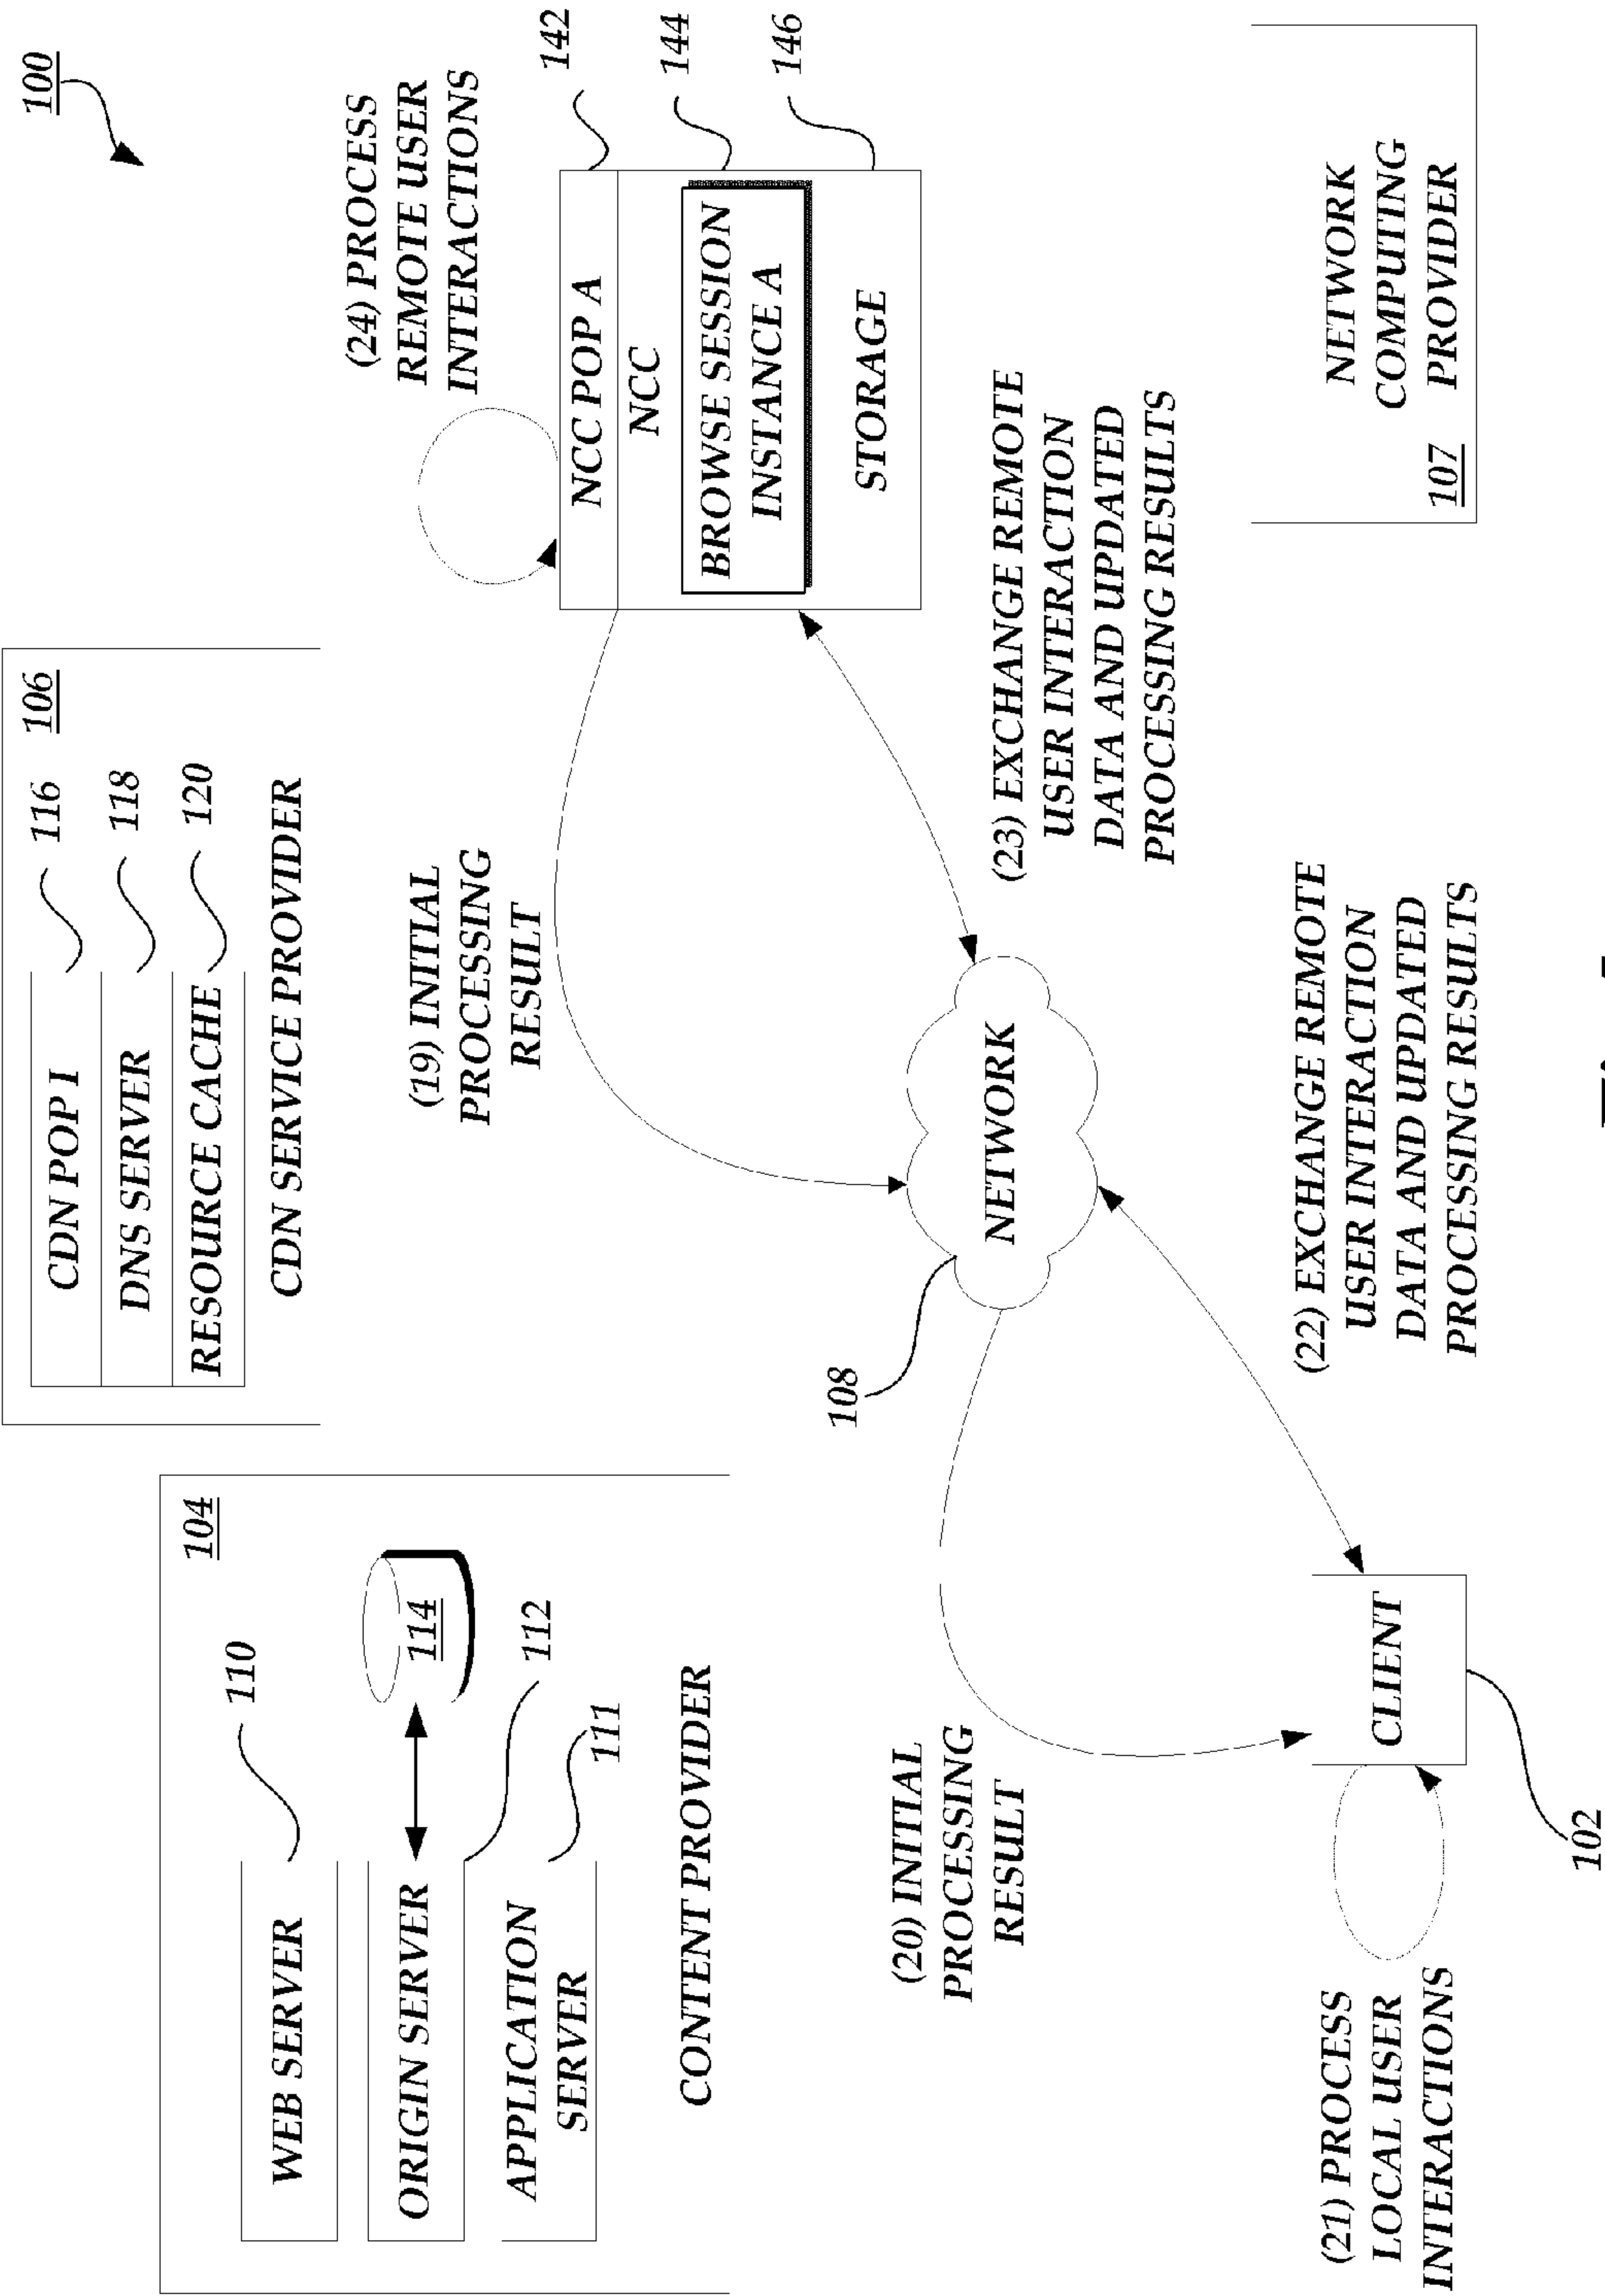 100
104
WEB SERVER
110
ORIGIN SERVER
114
112
APPLICATION
SERVER
111
CONTENT PROVIDER
106
CDN POP I
116
DNS SERVER
118
RESOURCE CACHE
120
CDN SERVICE PROVIDER
(24) PROCESS
REMOTE USER
INTERACTIONS
(19) INITIAL
PROCESSING
RESULT
NCC POP A
142
NCC
144
BROWSE SESSION
INSTANCE A
STORAGE
146
108
NETWORK
(20) INITIAL
PROCESSING
RESULT
(23) EXCHANGE REMOTE
USER INTERACTION
DATA AND UPDATED
PROCESSING RESULTS
(21) PROCESS
LOCAL USER
INTERACTIONS
CLIENT
102
(22) EXCHANGE REMOTE
USER INTERACTION
DATA AND UPDATED
PROCESSING RESULTS
NETWORK
COMPUTING
PROVIDER
107